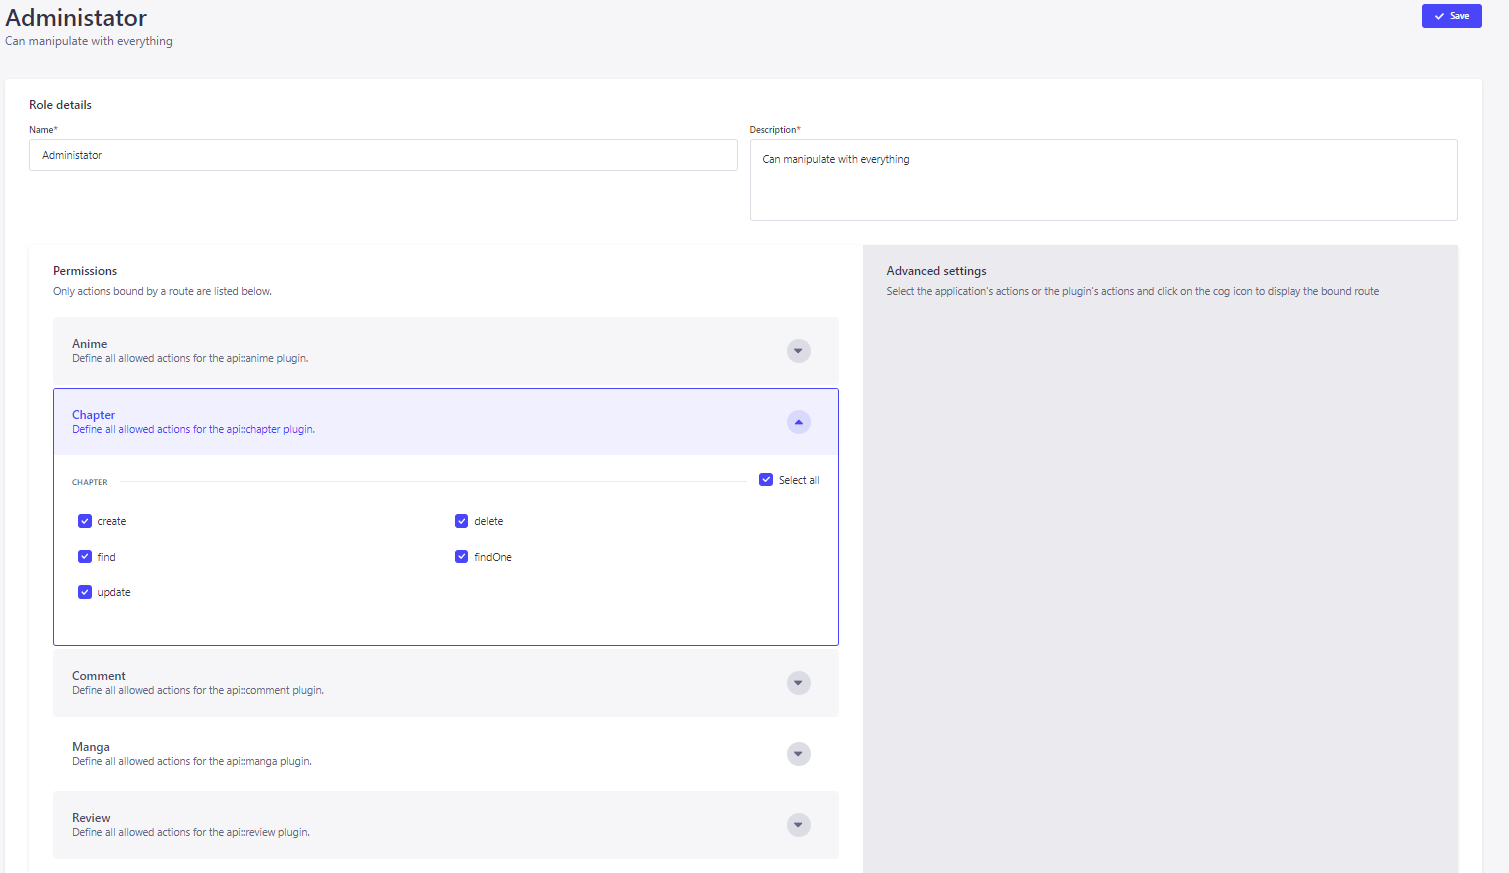 Administator
Save
Can manipulate with everything
Role details
Name*
Description*
Administator
Can manipulate with everything
Permissions
Only actions bound by a route are listed below.
Advanced settings
Select the application's actions or the plugin's actions and click on the cog icon to display the bound route
Anime
Define all allowed actions for the api::anime plugin.
Chapter
Define all allowed actions for the api::chapter plugin.
CHAPTER
Select all
create
delete
find
findOne
update
Comment
Define all allowed actions for the api::comment plugin.
Manga
Define all allowed actions for the api::manga plugin.
Review
Define all allowed actions for the api::review plugin.